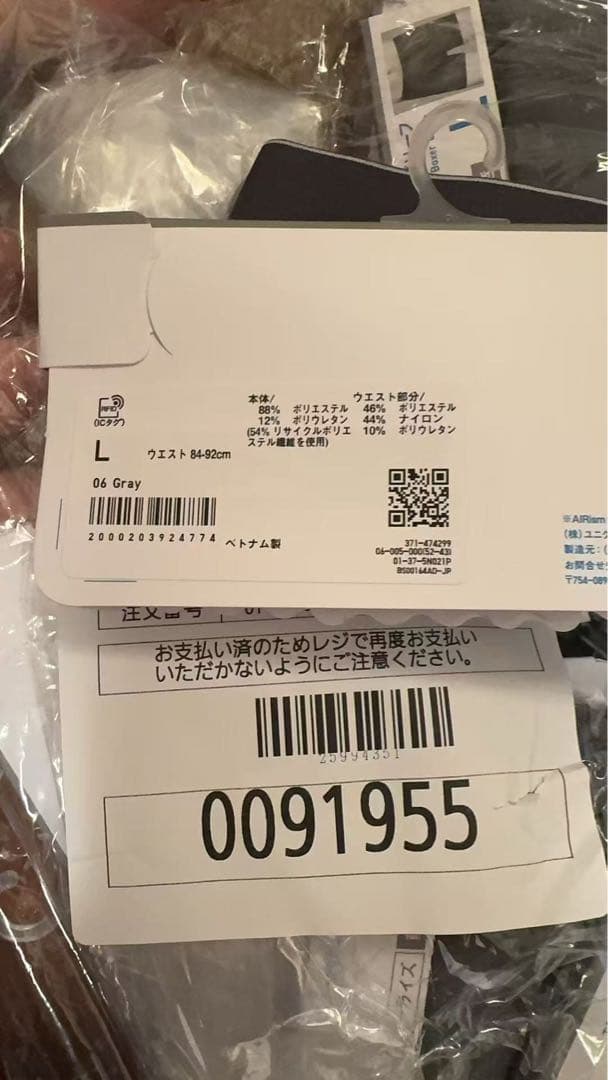 Boxer
RFID
(ICタグ)
L
ウエスト 84-92cm
06 Gray
2000203924774
ベトナム製
本体/
88% ポリエステル
12% ポリウレタン
(54% リサイクルポリエ
ステル繊維を使用)
ウエスト部分/
46% ポリエステル
44% ナイロン
10% ポリウレタン
371-474299
06-005-000(52-43)
01-37-5N021P
BS00164AD-JP
※AIRism
(株)ユニク
製造元:(
お問合せ
〒754-089
注文番号
お支払い済のためレジで再度お支払い
いただかないようにご注意ください。
25994351
0091955
イズ